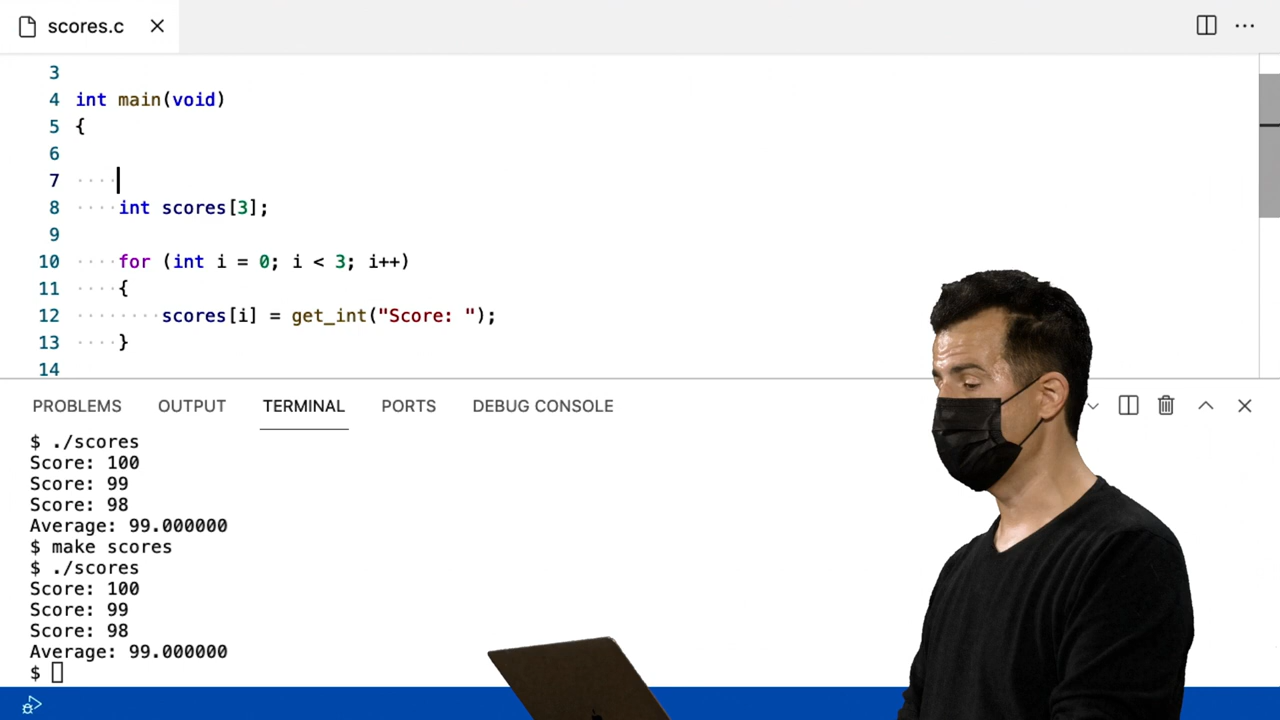 scores.c
3
4 int main(void)
5 {
6
7
8 int scores[3];
9
10 for (int i = 0; i < 3; i++)
11 {
12 scores[i] = get_int("Score: ");
13 }
14
PROBLEMS OUTPUT TERMINAL PORTS DEBUG CONSOLE
$ ./scores
Score: 100
Score: 99
Score: 98
Average: 99.000000
$ make scores
$ ./scores
Score: 100
Score: 99
Score: 98
Average: 99.000000
$